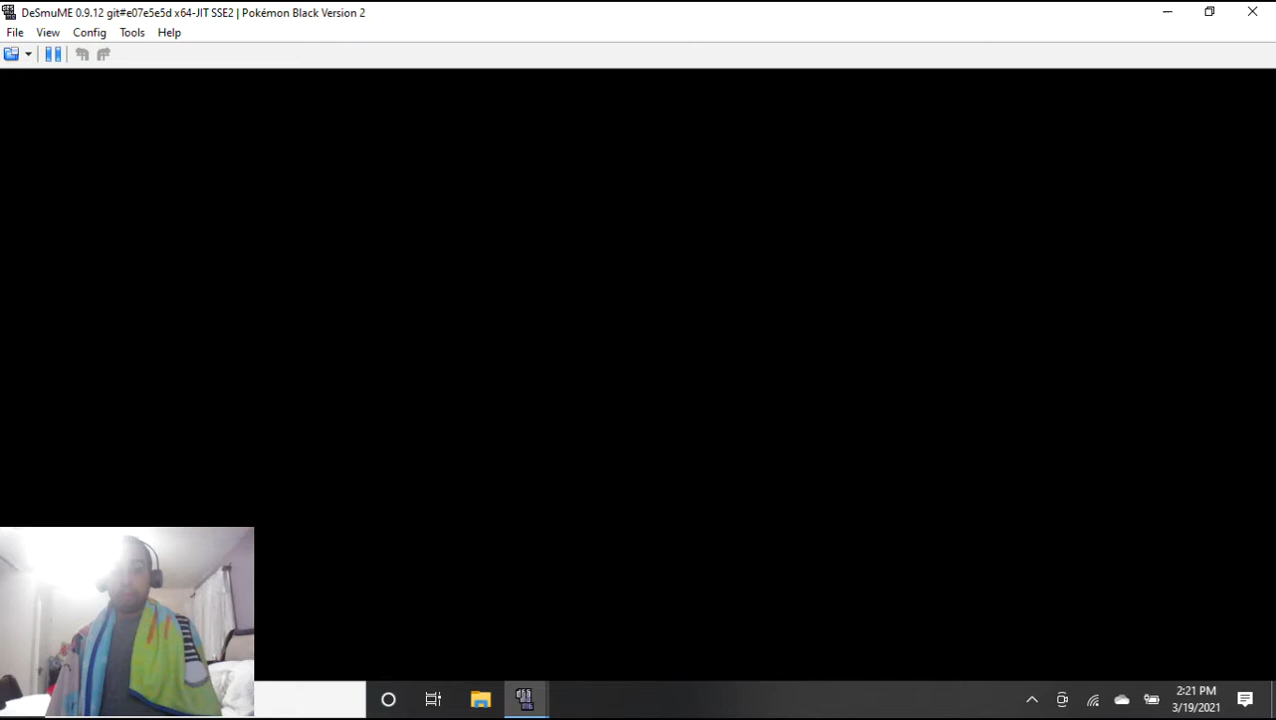 DeSmuME 0.9.12 git#e07e5e5d x64-JIT SSE2 | Pokémon Black Version 2
File View Config Tools Help
2:21 PM
3/19/2021